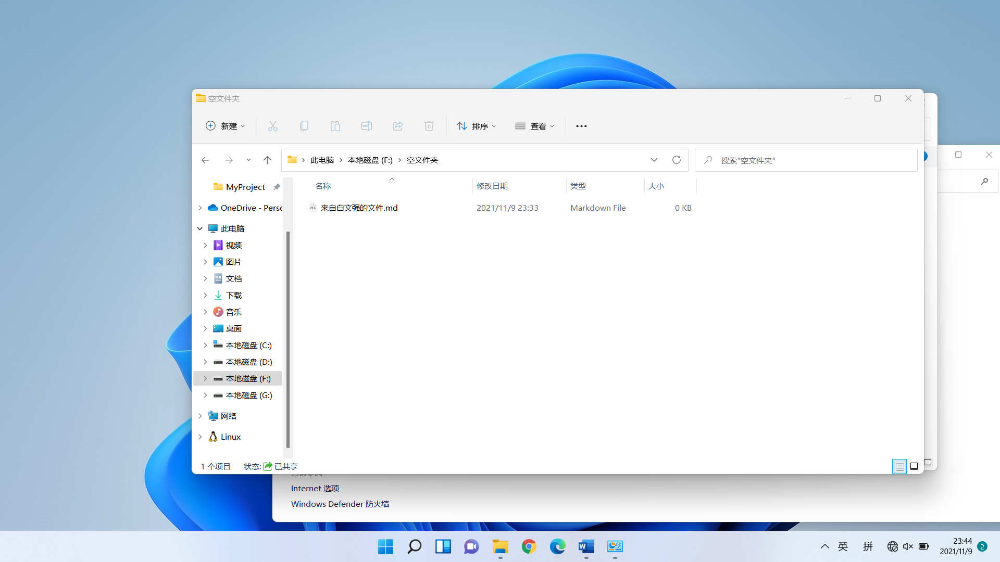 空文件夹
新建
排序
查看
此电脑 本地磁盘 (F:) 空文件夹
搜索"空文件夹"
名称 修改日期 类型 大小
来自白文强的文件.md 2021/11/9 23:33 Markdown File 0 KB
MyProject
OneDrive - Perso
此电脑
视频
图片
文档
下载
音乐
桌面
本地磁盘 (C:)
本地磁盘 (D:)
本地磁盘 (F:)
本地磁盘 (G:)
网络
Linux
1 个项目 状态: 已共享
Internet 选项
Windows Defender 防火墙
英 拼
23:44
2021/11/9
2